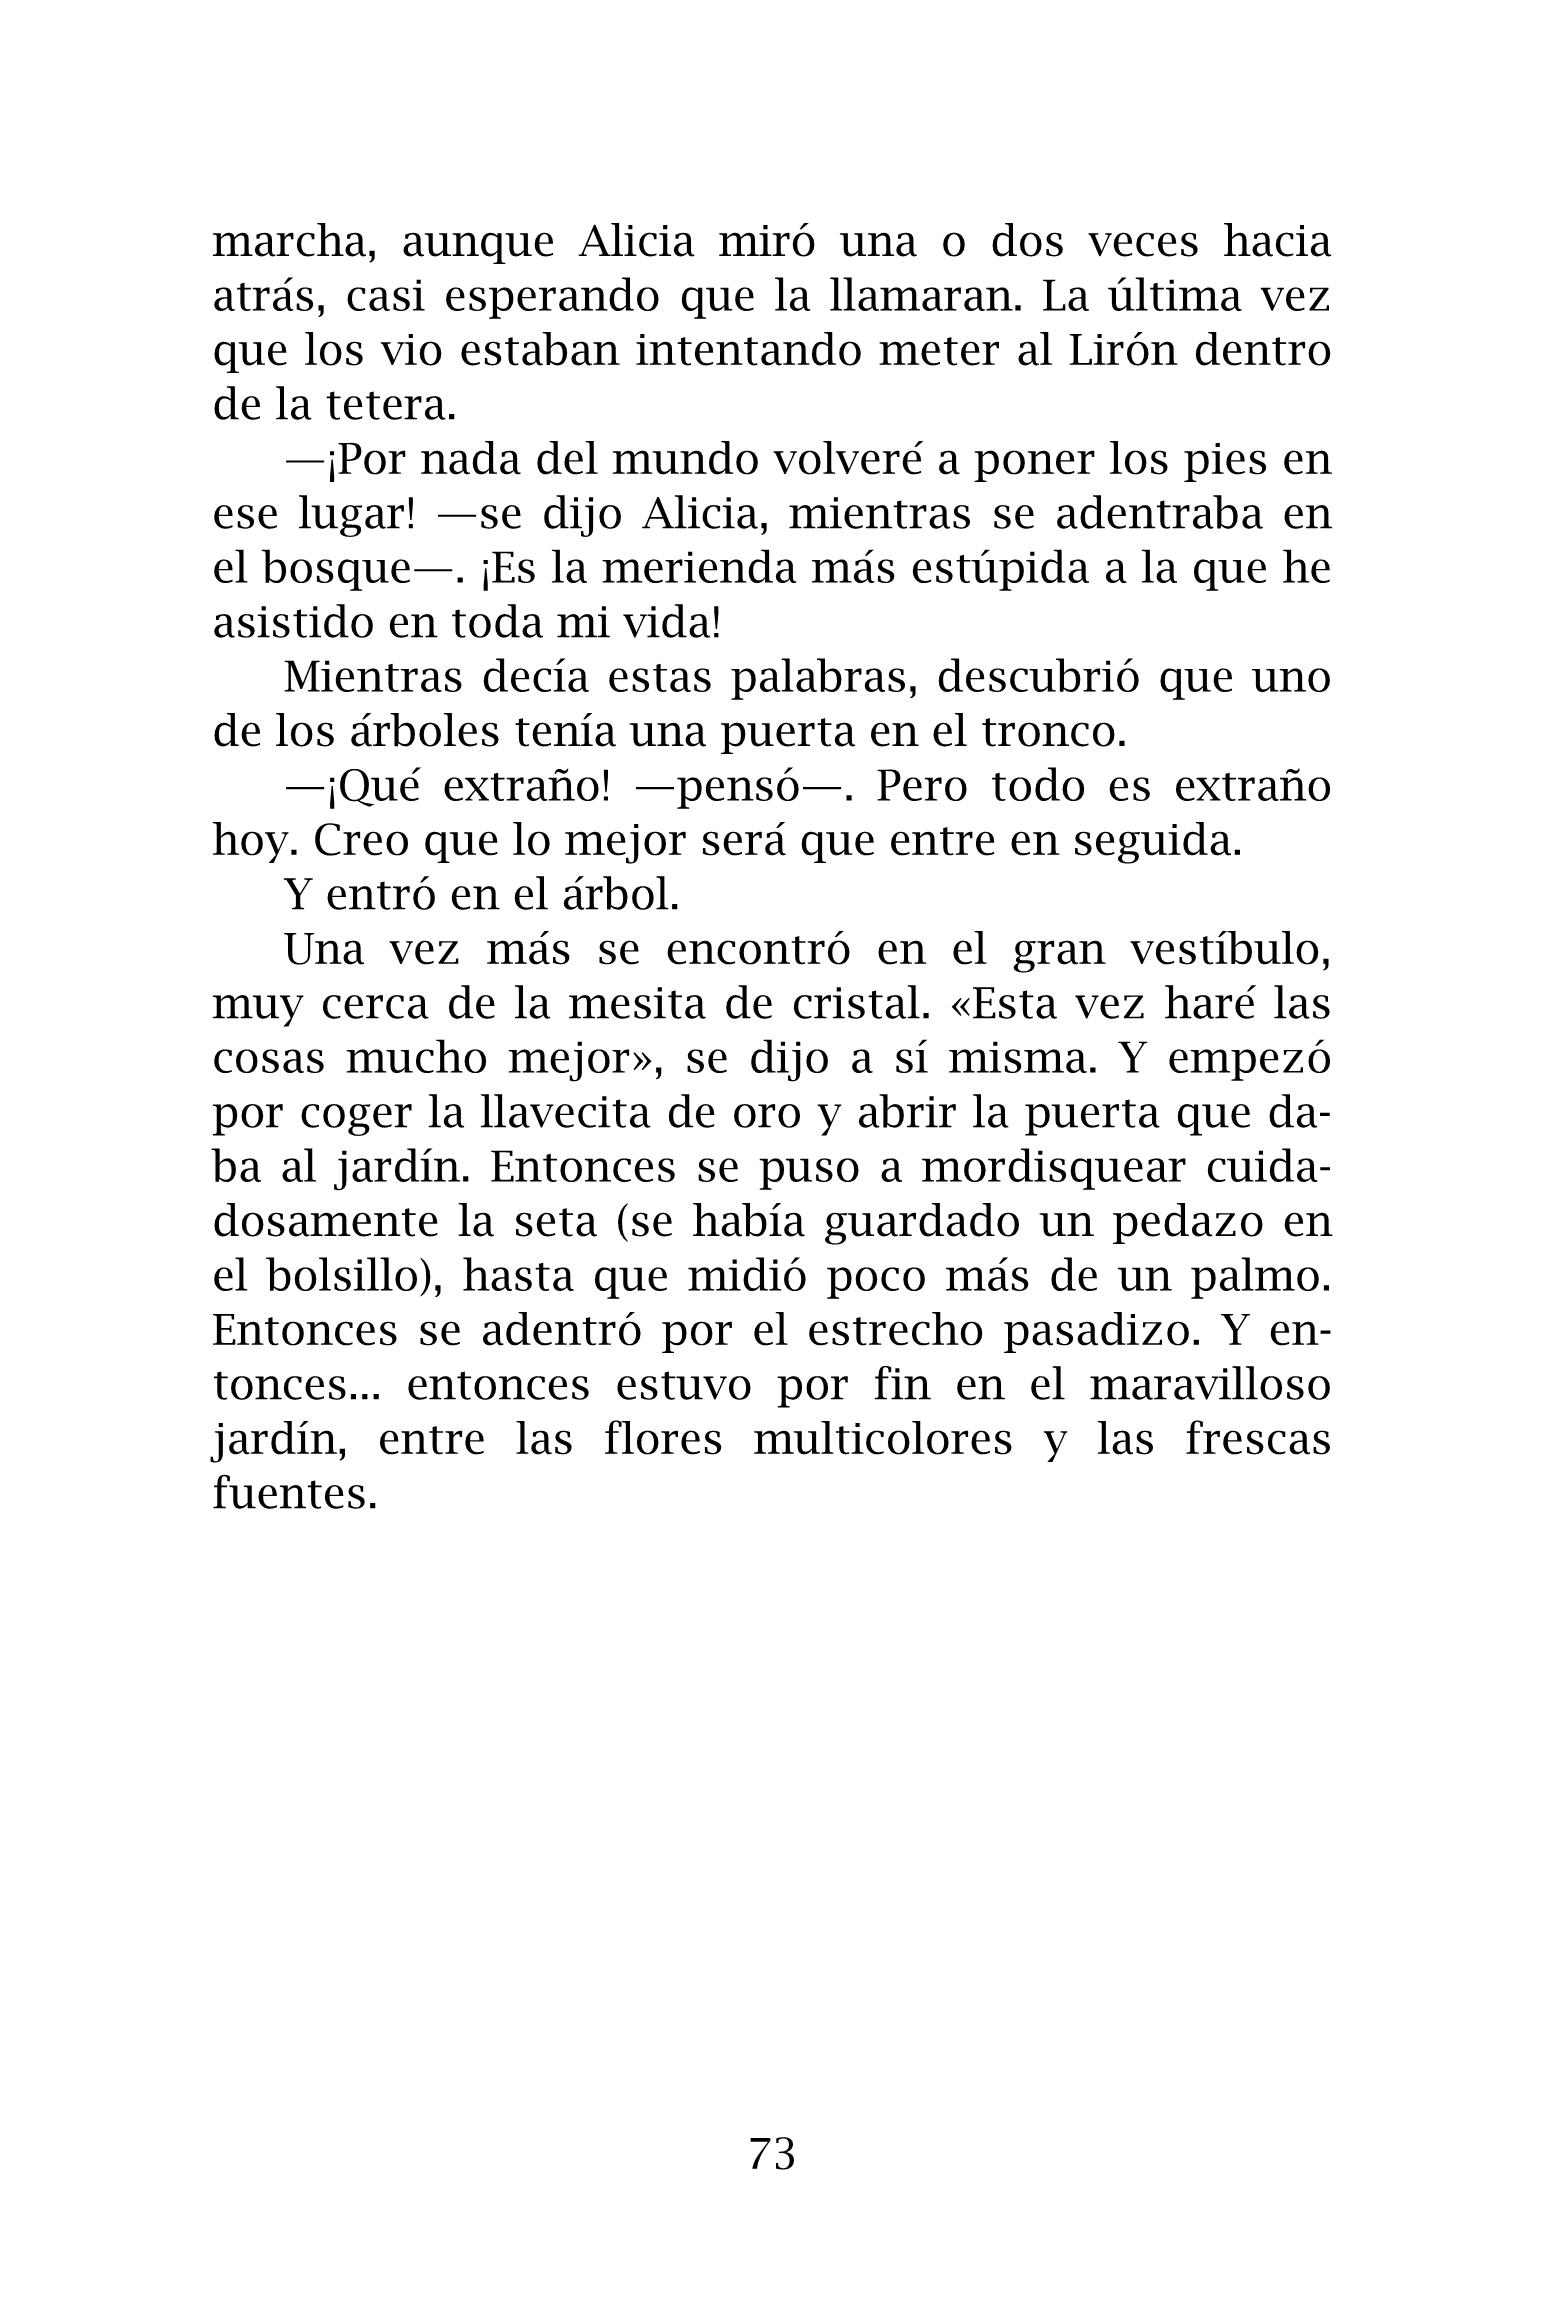 marcha, aunque Alicia miró una o dos veces hacia
atrás, casi esperando que la llamaran. La última vez
que los vio estaban intentando meter al Lirón dentro
de la tetera.
—¡Por nada del mundo volveré a poner los pies en
ese lugar! —se dijo Alicia, mientras se adentraba en
el bosque—. ¡Es la merienda más estúpida a la que he
asistido en toda mi vida!
Mientras decía estas palabras, descubrió que uno
de los árboles tenía una puerta en el tronco.
—¡Qué extraño! —pensó—. Pero todo es extraño
hoy. Creo que lo mejor será que entre en seguida.
Y entró en el árbol.
Una vez más se encontró en el gran vestíbulo,
muy cerca de la mesita de cristal. «Esta vez haré las
cosas mucho mejor», se dijo a sí misma. Y empezó
por coger la llavecita de oro y abrir la puerta que da-
ba al jardín. Entonces se puso a mordisquear cuida-
dosamente la seta (se había guardado un pedazo en
el bolsillo), hasta que midió poco más de un palmo.
Entonces se adentró por el estrecho pasadizo. Y en-
tonces... entonces estuvo por fin en el maravilloso
jardín, entre las flores multicolores y las frescas
fuentes.
73